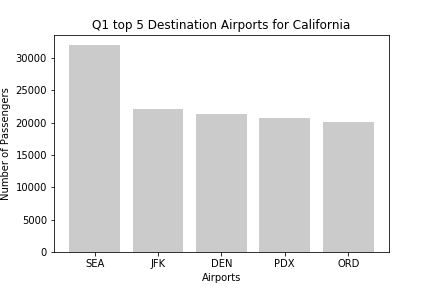 Q1 top 5 Destination Airports for California
Number of Passengers
30000
25000
20000
15000
10000
5000
0
SEA JFK DEN PDX ORD
Airports